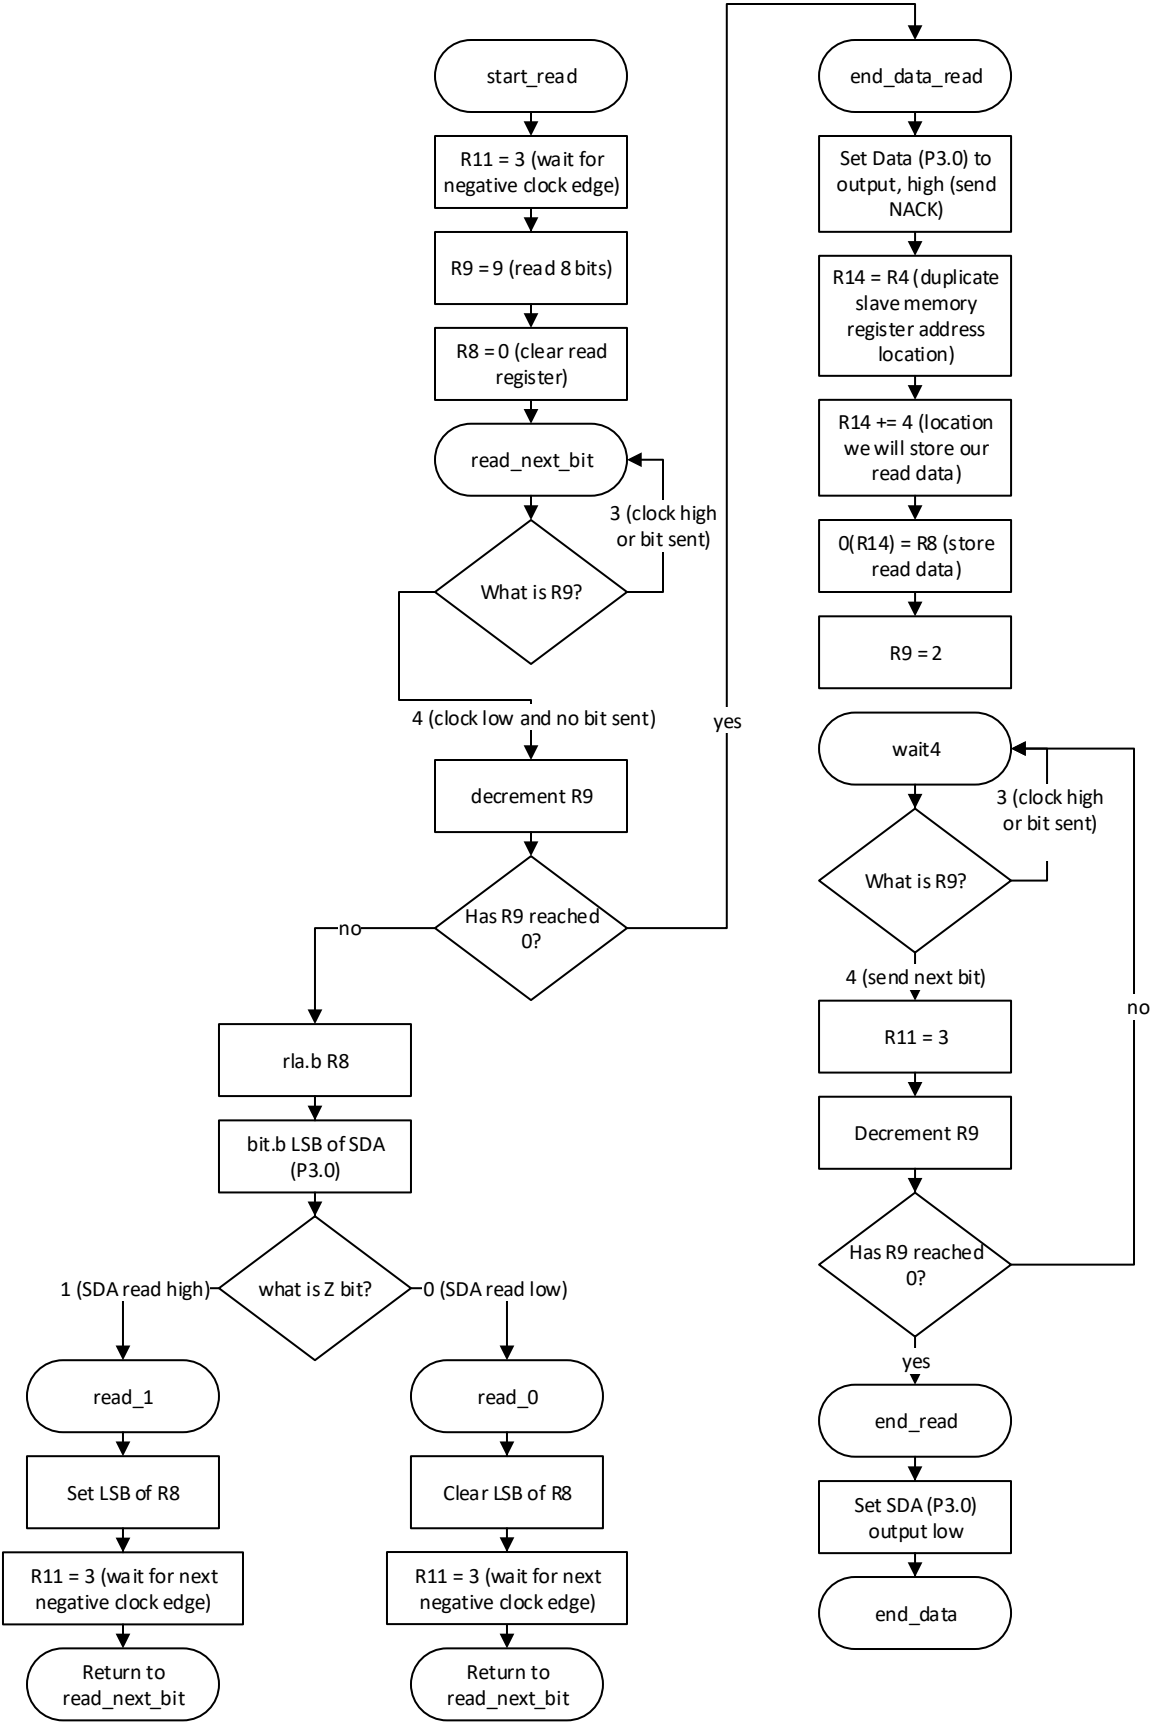 start_read
R11 = 3 (wait for
negative clock edge)
R9 = 9 (read 8 bits)
R8 = 0 (clear read
register)
read_next_bit
3 (clock high
or bit sent)
What is R9?
4 (clock low and no bit sent)
decrement R9
Has R9 reached
0?
no
yes
rla.b R8
bit.b LSB of SDA
(P3.0)
what is Z bit?
1 (SDA read high)
0 (SDA read low)
read_1
Set LSB of R8
R11 = 3 (wait for next
negative clock edge)
Return to
read_next_bit
read_0
Clear LSB of R8
R11 = 3 (wait for next
negative clock edge)
Return to
read_next_bit
end_data_read
Set Data (P3.0) to
output, high (send
NACK)
R14 = R4 (duplicate
slave memory
register address
location)
R14 += 4 (location
we will store our
read data)
0(R14) = R8 (store
read data)
R9 = 2
wait4
3 (clock high
or bit sent)
What is R9?
4 (send next bit)
R11 = 3
Decrement R9
Has R9 reached
0?
no
yes
end_read
Set SDA (P3.0)
output low
end_data